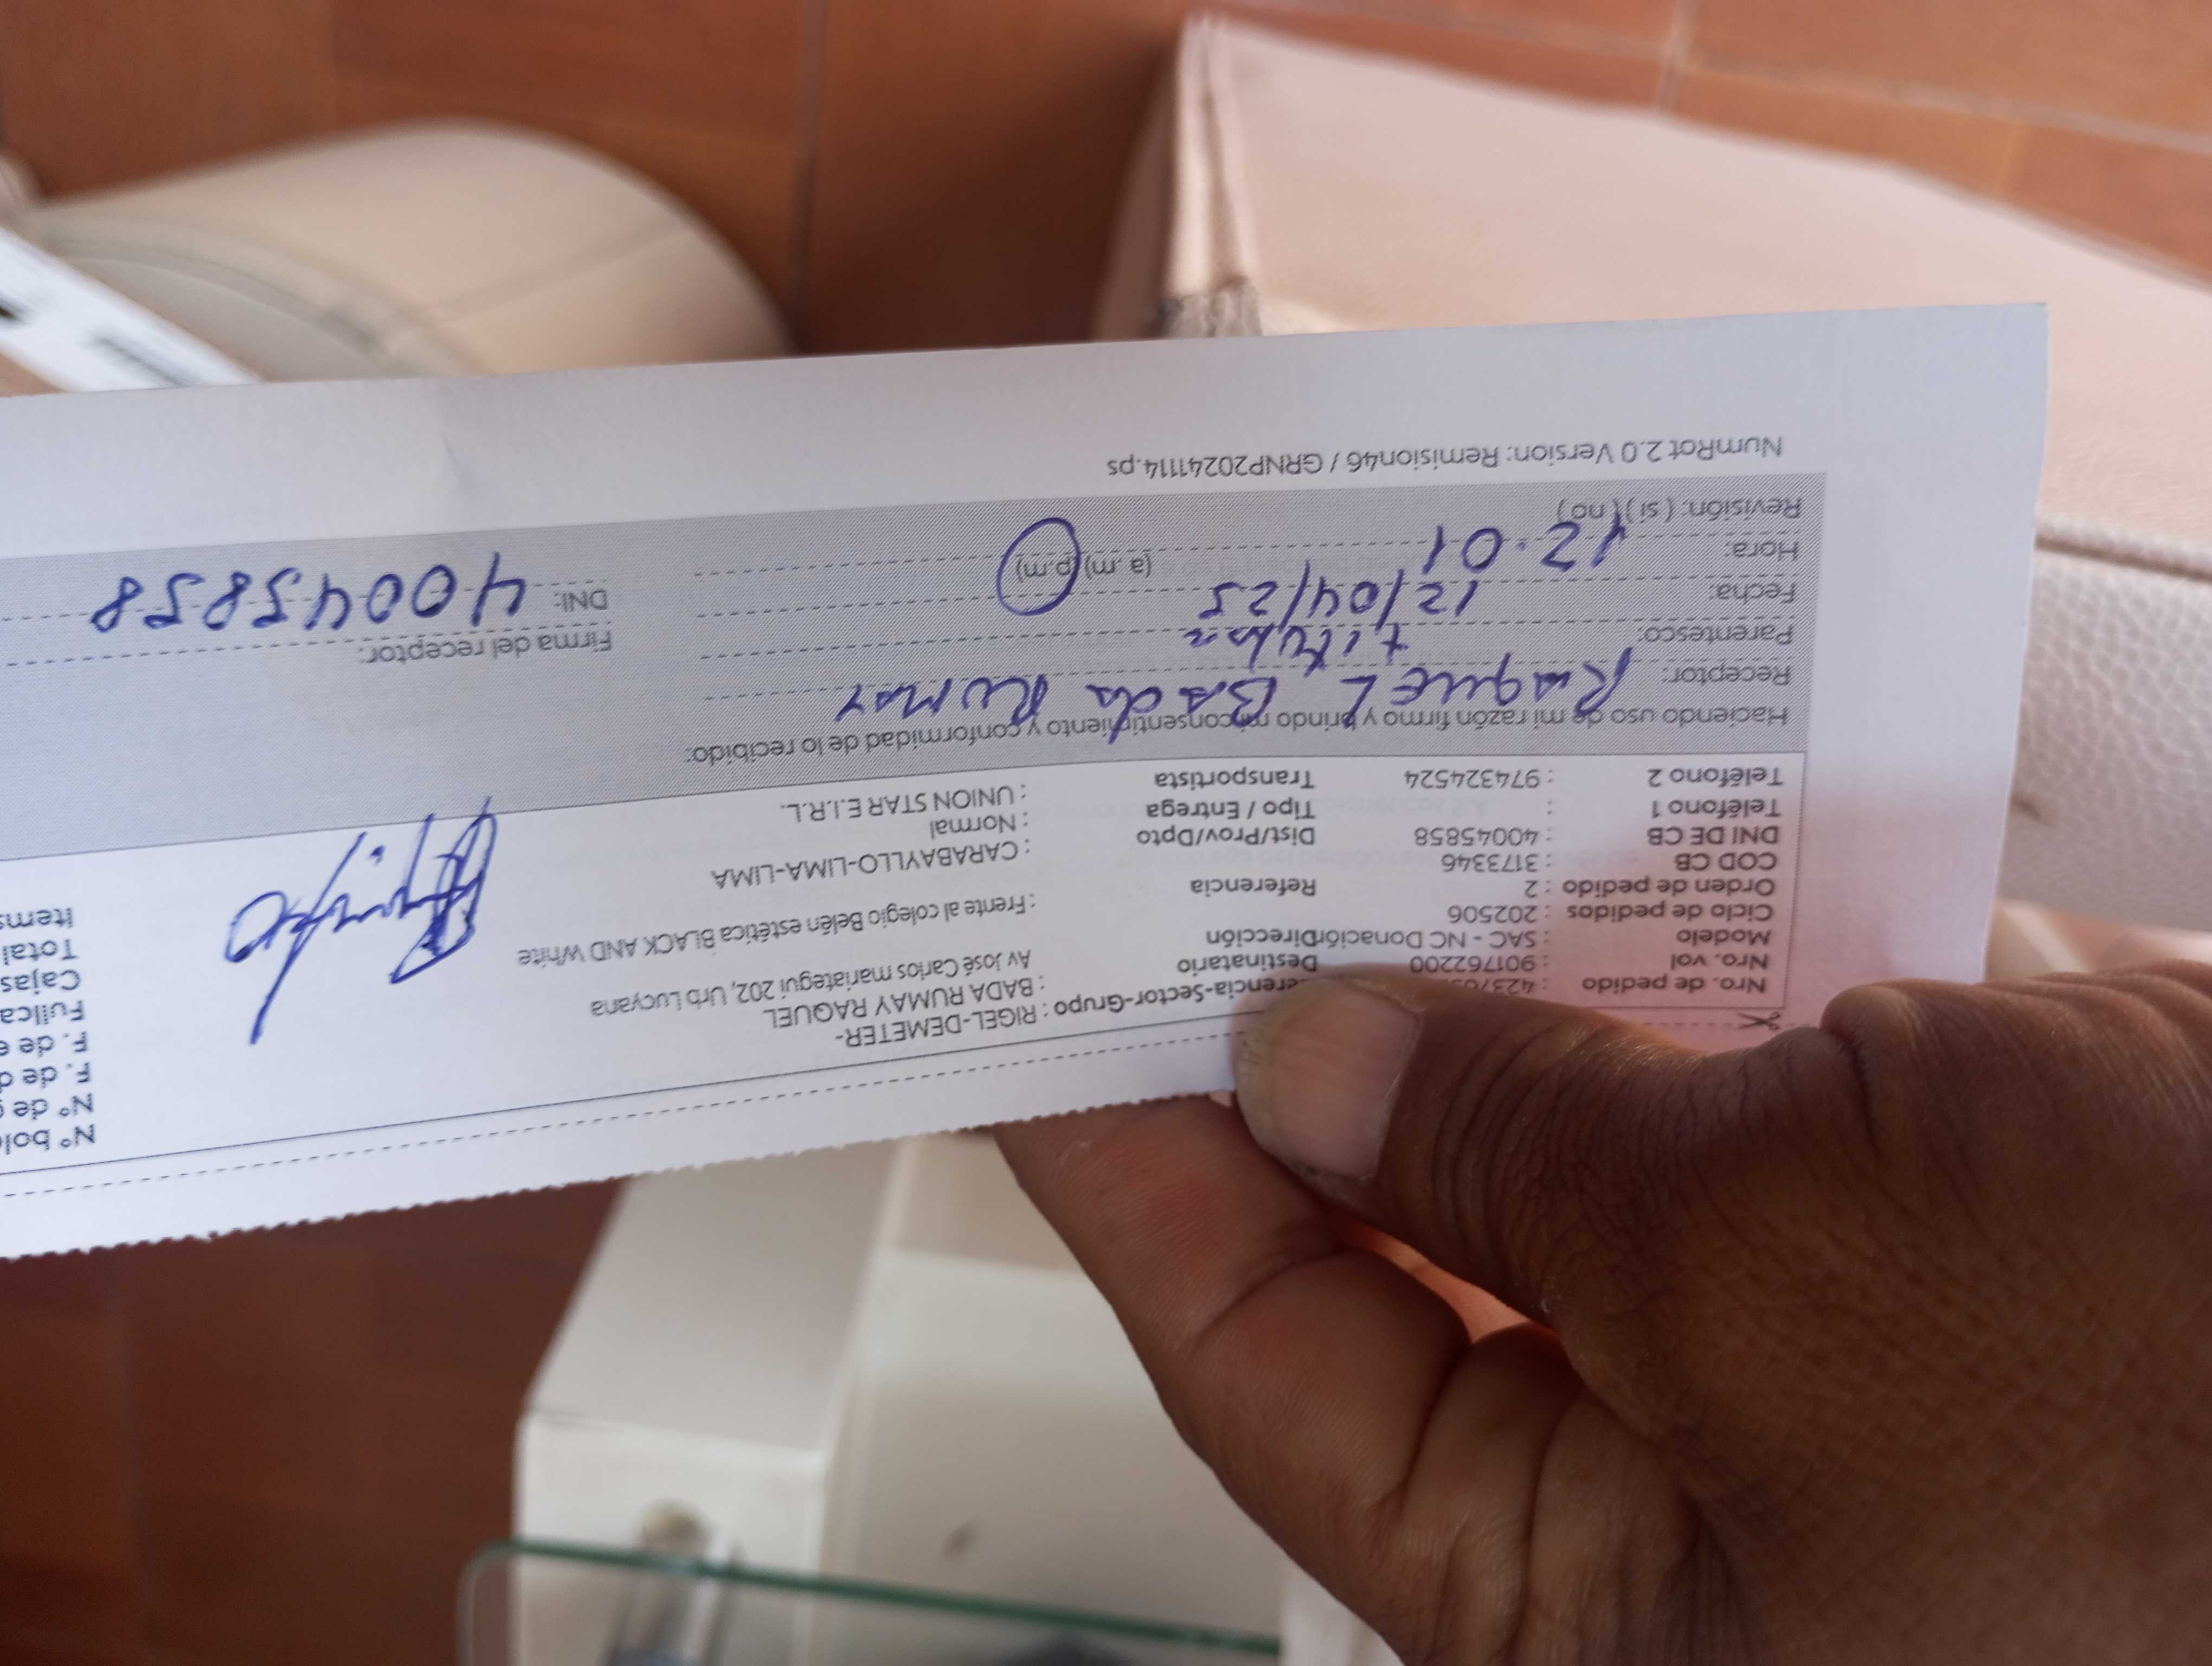 Nro. de pedido :
Gerencia-Sector-Grupo : RIGEL-DEMETER-
Nro. vol : 901762200
Destinatario : BADA RUMAY RAQUEL
Modelo : SAC - NC Donación
Dirección Av José Carlos mariategui 202, Urb Lucyana
Ciclo de pedidos : 202506
Orden de pedido : 2
Referencia : Frente al colegio Belén estética BLACK AND White
COD CB : 3173346
DNI DE CB : 40045858
Dist/Prov/Dpto : CARABAYLLO-LIMA-LIMA
Teléfono 1 :
Tipo / Entrega : Normal
Teléfono 2 : 974324524
Transportista : UNION STAR E.I.R.L.
Nº
Nº de
F. de
F. de
Cajas
Total
Items
Haciendo uso de mi razón firmo y brindo mi consentimiento y conformidad de lo recibido:
Receptor: RaquEL BAda RUMAY
Parentesco: titular
Firma del receptor:
Fecha: 12/04/25
DNI: 40045858
Hora: 12.01 (a.m) (p.m)
Revisión: (si) (no)
NumRot 2.0 Version: Remision46 / GRNP20241114.ps